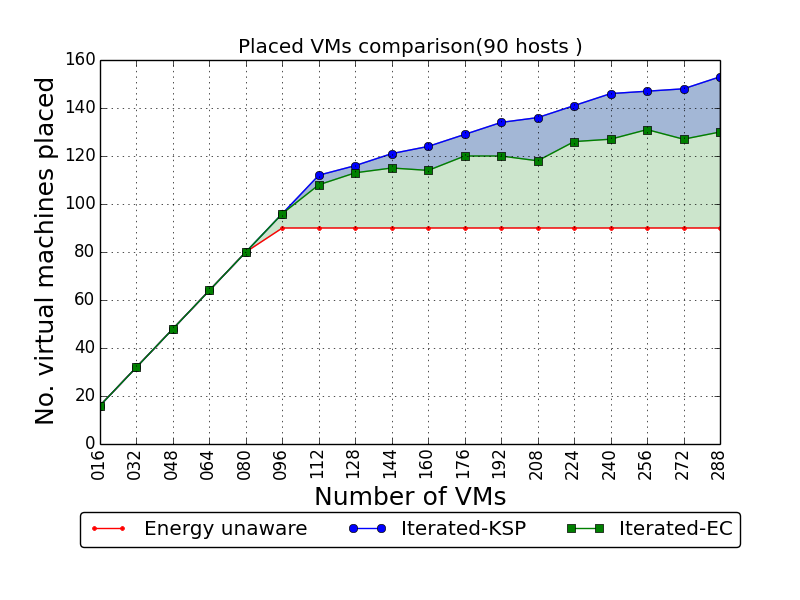 Placed VMs comparison(90 hosts )
160
140
120
100
80
60
40
20
0
No. virtual machines placed
016 032 048 064 080 096 112 128 144 160 176 192 208 224 240 256 272 288
Number of VMs
Energy unaware Iterated-KSP Iterated-EC